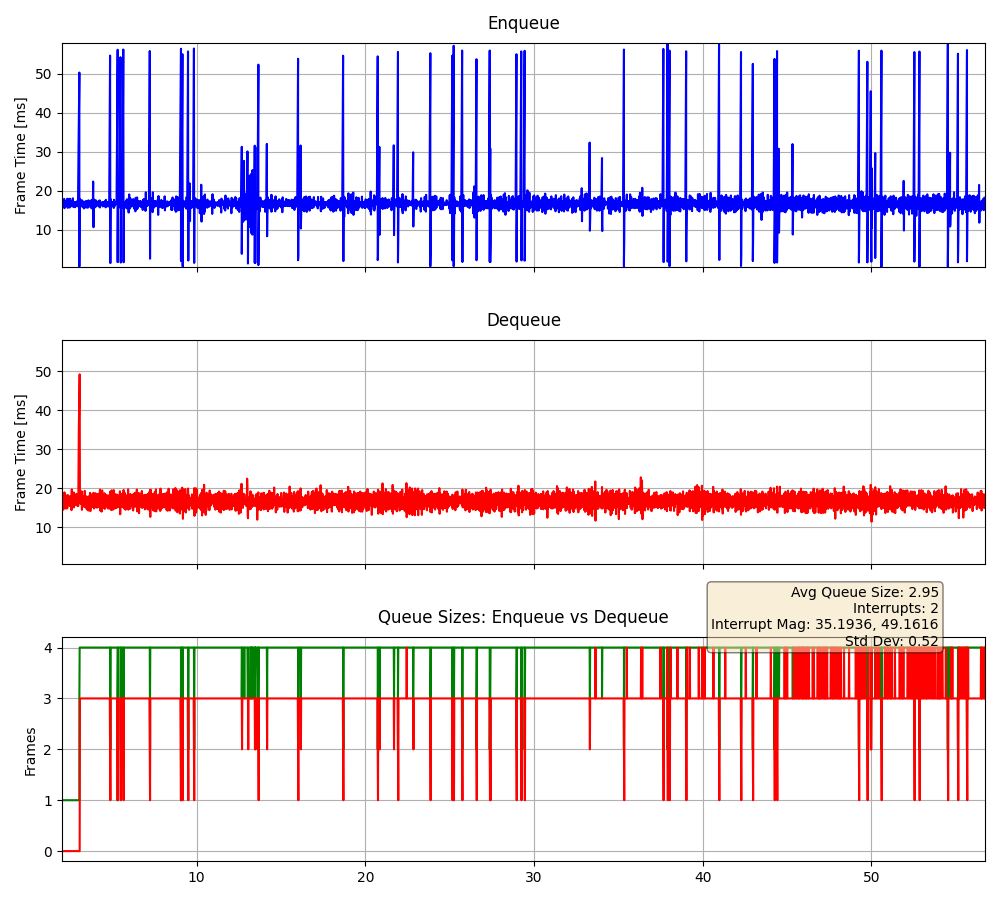 Enqueue
Frame Time [ms]
50
40
30
20
10
Dequeue
Frame Time [ms]
50
40
30
20
10
Avg Queue Size: 2.95
Interrupts: 2
Interrupt Mag: 35.1936, 49.1616
Std Dev: 0.52
Queue Sizes: Enqueue vs Dequeue
Frames
4
3
2
1
0
10 20 30 40 50